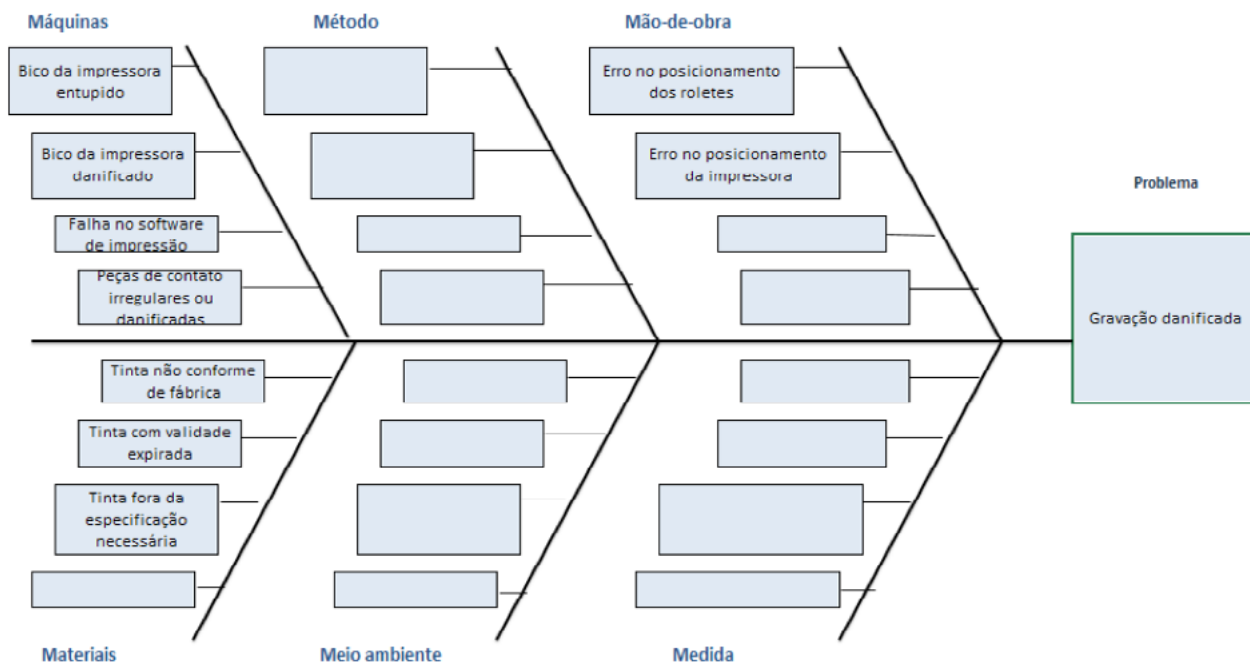 Máquinas
Método
Mão-de-obra
Bico da impressora
entupido
Erro no posicionamento
dos roletes
Bico da impressora
danificado
Erro no posicionamento
da impressora
Problema
Falha no software
de impressão
Peças de contato
irregulares ou
danificadas
Gravação danificada
Tinta não conforme
de fábrica
Tinta com validade
expirada
Tinta fora da
especificação
necessária
Materiais
Meio ambiente
Medida